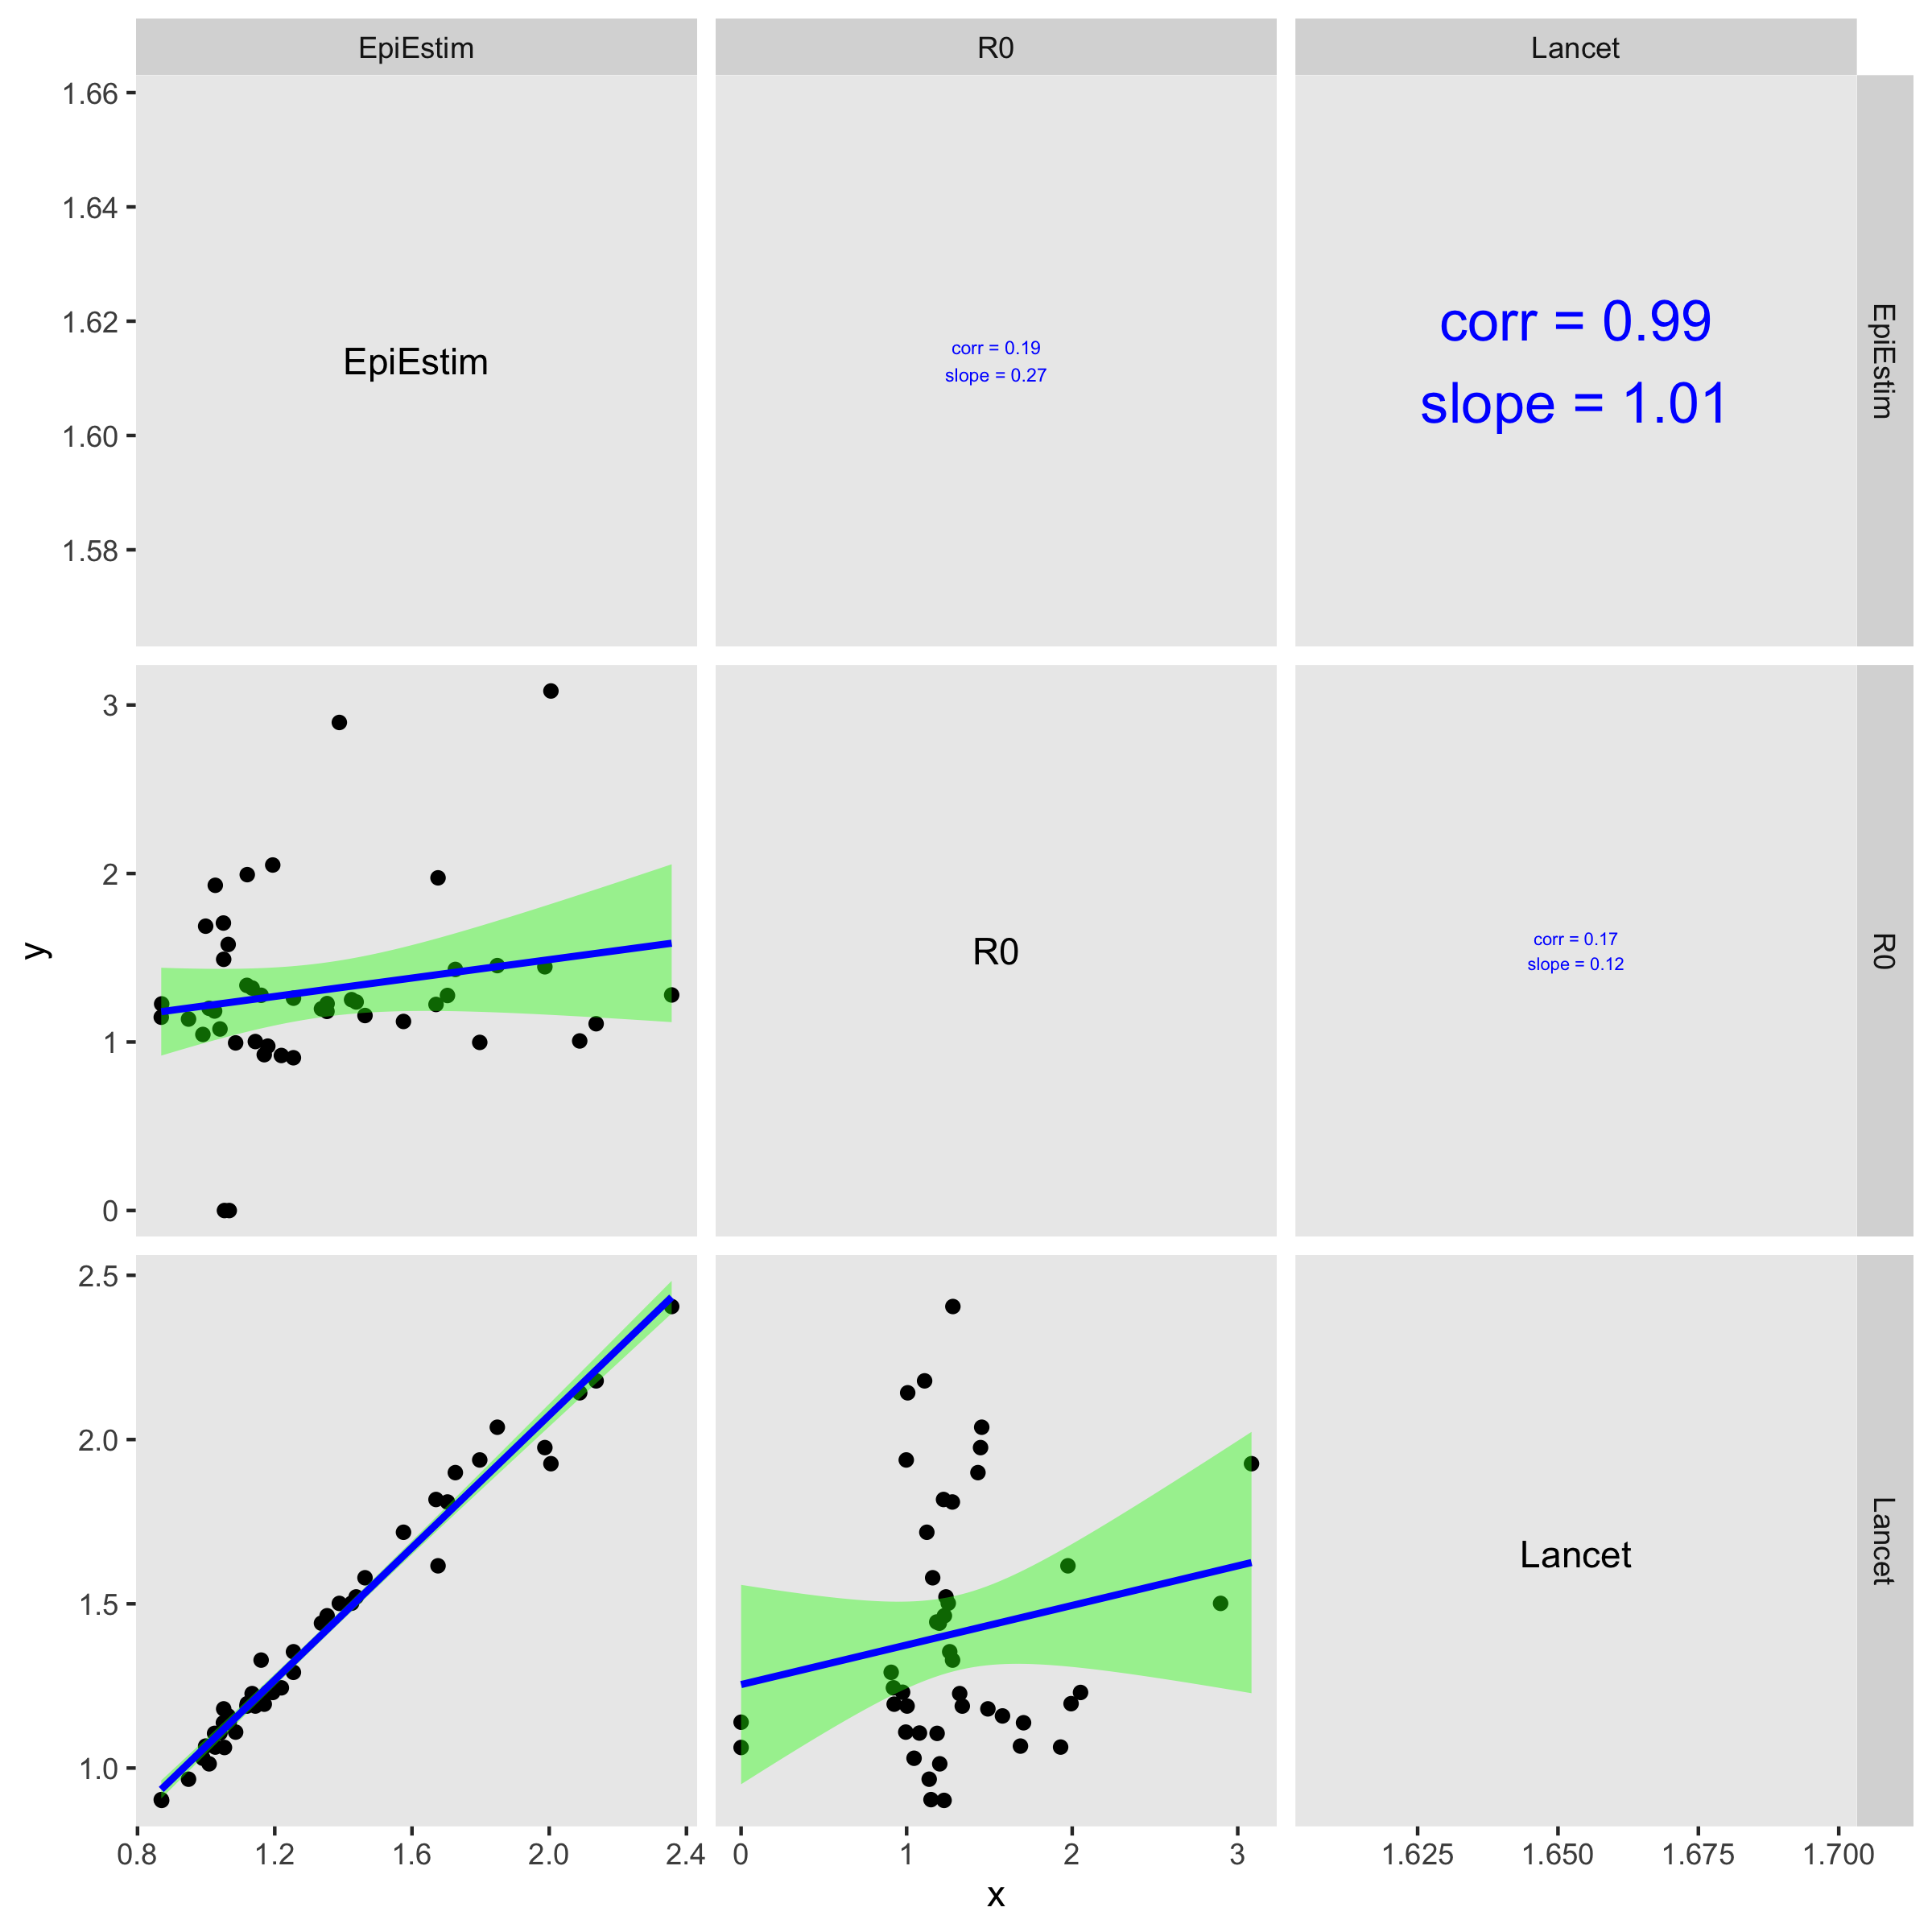 EpiEstim R0 Lancet
1.66
1.64
1.62
1.60
1.58
EpiEstim
corr = 0.19
slope = 0.27
corr = 0.99
slope = 1.01
EpiEstim
y
3
2
1
0
R0
corr = 0.17
slope = 0.12
R0
2.5
2.0
1.5
1.0
Lancet
Lancet
0.8 1.2 1.6 2.0 2.4 0 1 2 3 1.625 1.650 1.675 1.700
x